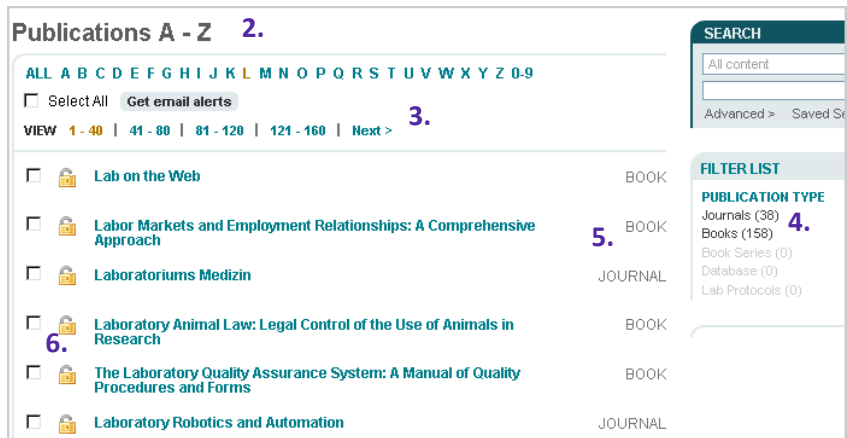 Publications A - Z 2.
ALL A B C D E F G H I J K L M N O P Q R S T U V W X Y Z 0-9
Select All Get email alerts
3.
VIEW 1 - 40 | 41 - 80 | 81 - 120 | 121 - 160 | Next >
Lab on the Web BOOK
Labor Markets and Employment Relationships: A Comprehensive
Approach
5. BOOK
Laboratoriums Medizin JOURNAL
Laboratory Animal Law: Legal Control of the Use of Animals in
Research
BOOK
6.
The Laboratory Quality Assurance System: A Manual of Quality
Procedures and Forms
BOOK
Laboratory Robotics and Automation JOURNAL
SEARCH
All content
Advanced > Saved Se
FILTER LIST
PUBLICATION TYPE
Journals (38)
4.
Books (158)
Book Series (0)
Database (0)
Lab Protocols (0)